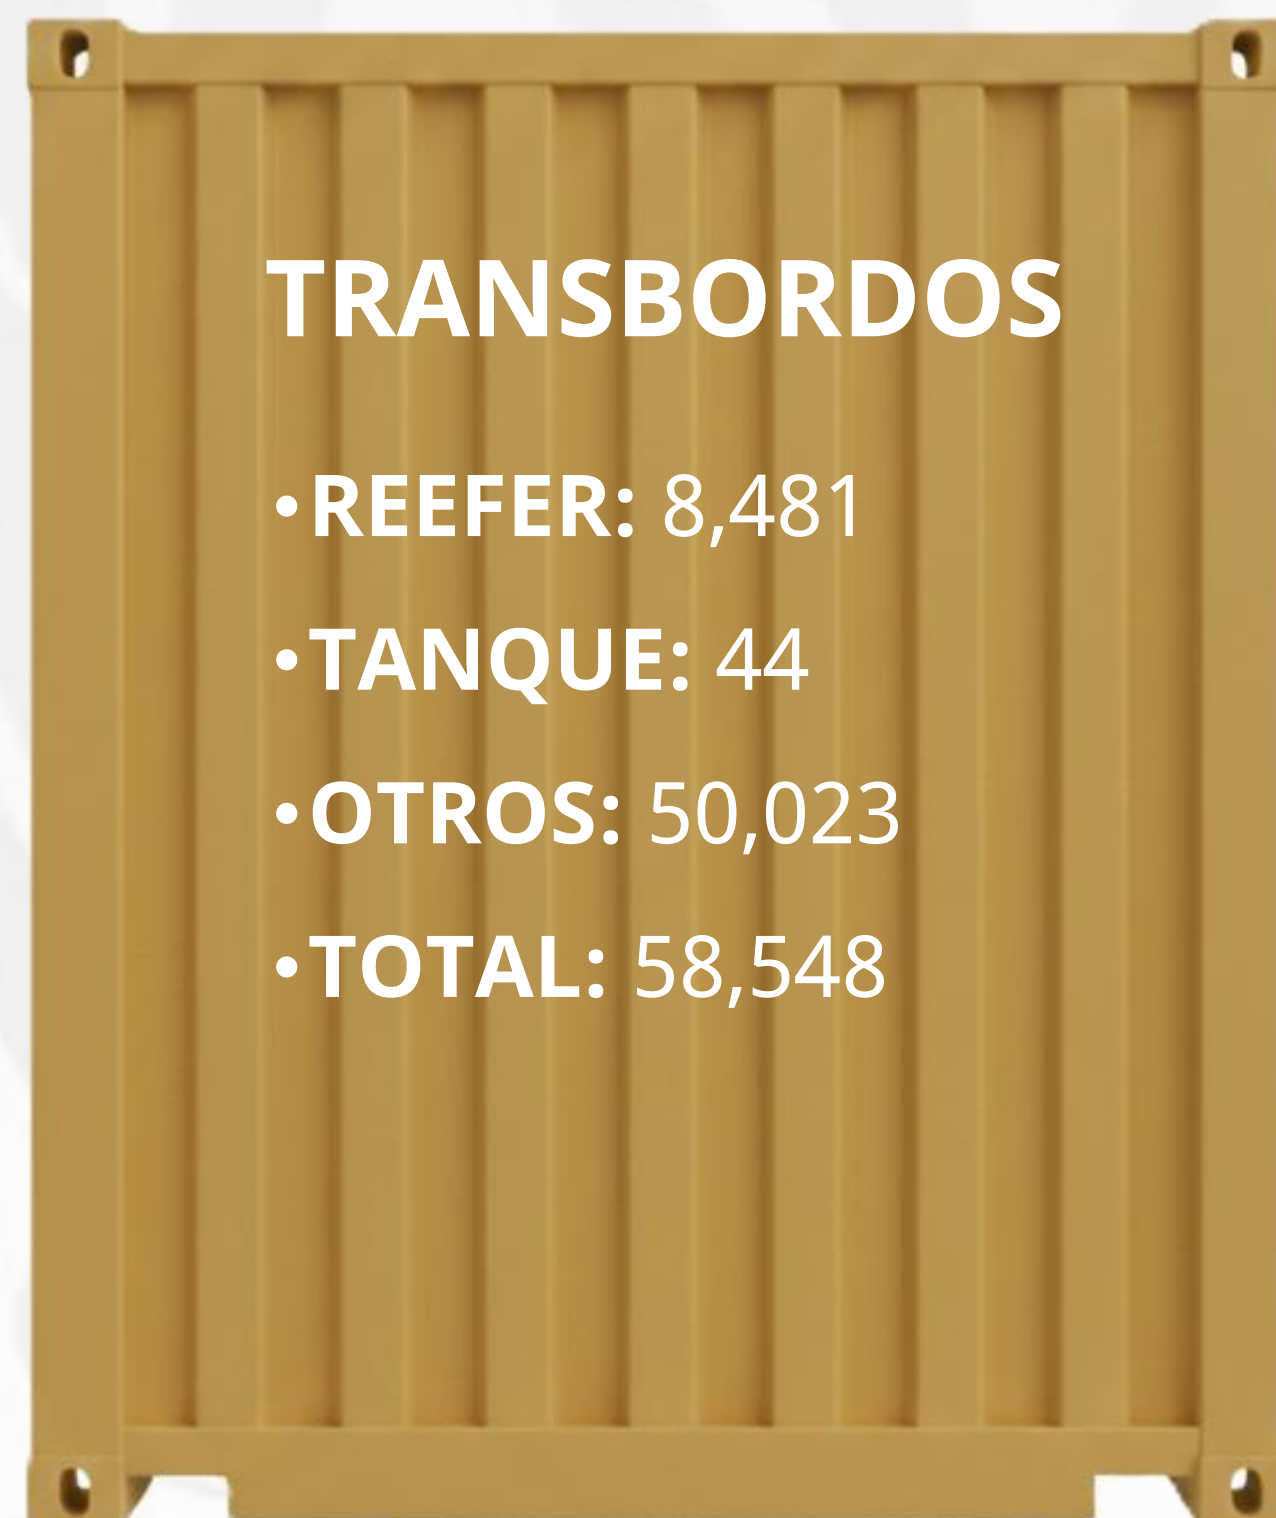 TRANSBORDOS
•REEFER: 8,481
•TANQUE: 44
•OTROS: 50,023
•TOTAL: 58,548